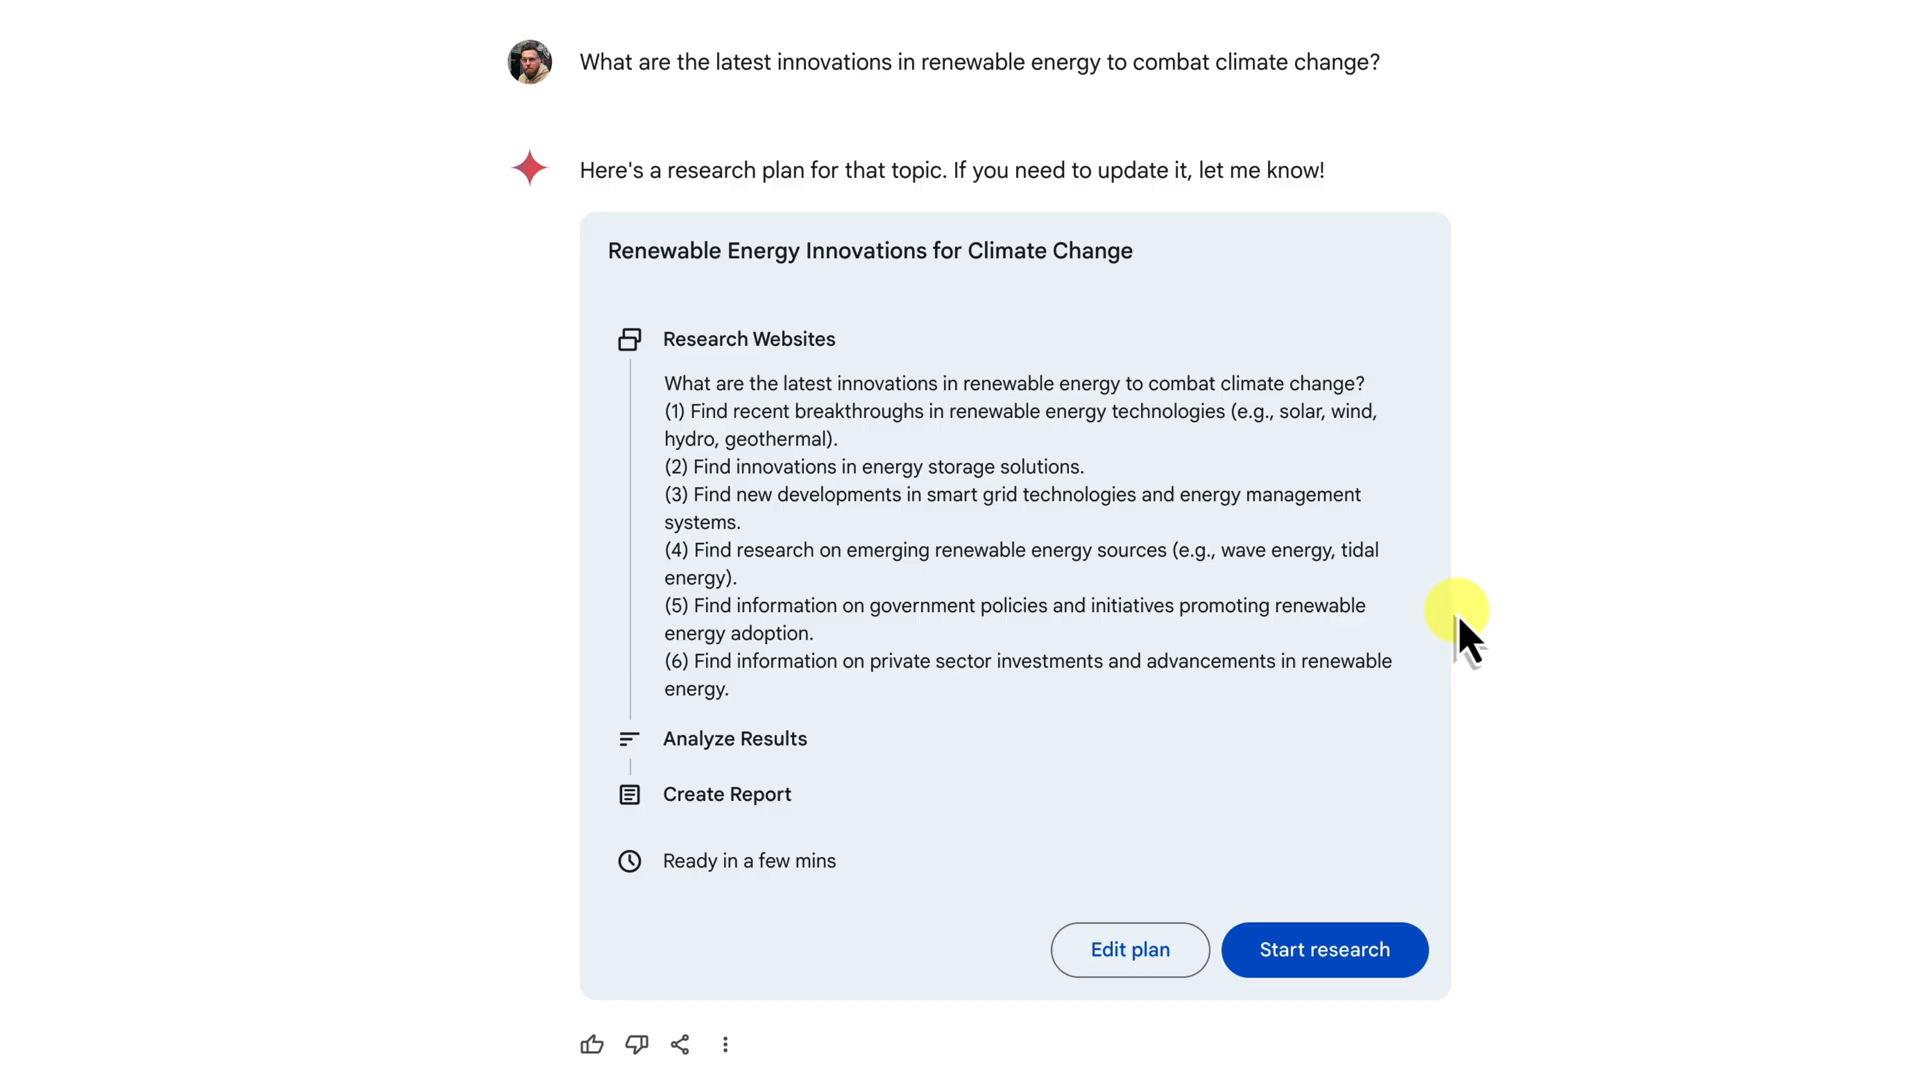 What are the latest innovations in renewable energy to combat climate change?
Here's a research plan for that topic. If you need to update it, let me know!
Renewable Energy Innovations for Climate Change
Research Websites
What are the latest innovations in renewable energy to combat climate change?
(1) Find recent breakthroughs in renewable energy technologies (e.g., solar, wind,
hydro, geothermal).
(2) Find innovations in energy storage solutions.
(3) Find new developments in smart grid technologies and energy management
systems.
(4) Find research on emerging renewable energy sources (e.g., wave energy, tidal
energy).
(5) Find information on government policies and initiatives promoting renewable
energy adoption.
(6) Find information on private sector investments and advancements in renewable
energy.
Analyze Results
Create Report
Ready in a few mins
Edit plan
Start research